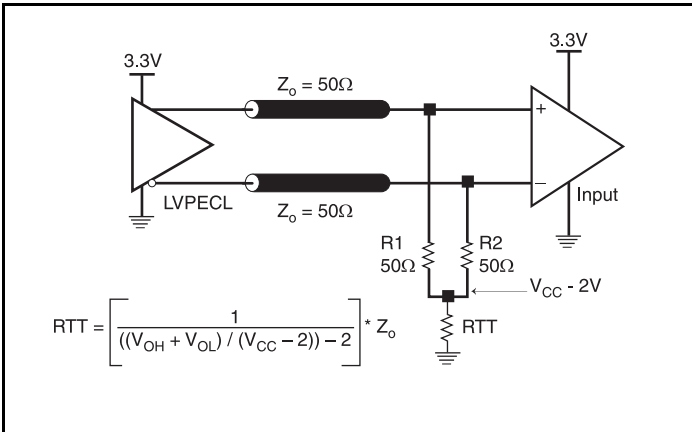 3.3V
3.3V
Zo = 50Ω
+
LVPECL
Zo = 50Ω
–
Input
R1
50Ω
R2
50Ω
VCC - 2V
RTT = [ 1 / ((VOH + VOL) / (VCC – 2)) – 2 ] * Zo
RTT